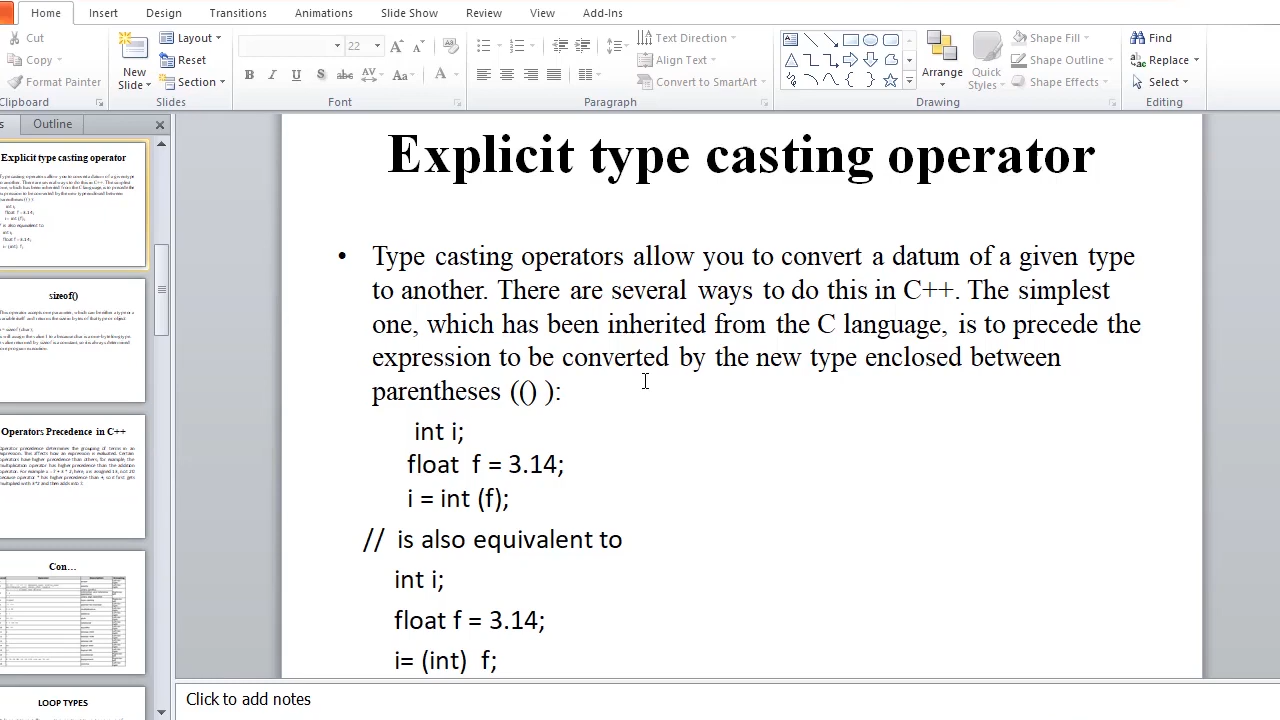 Home Insert Design Transitions Animations Slide Show Review View Add-Ins
Cut
Copy
Format Painter
Clipboard
New
Slide
Layout
Reset
Section
Slides
22
B I U S abc AV Aa A
Font
Text Direction
Align Text
Convert to SmartArt
Paragraph
Arrange
Quick
Styles
Shape Fill
Shape Outline
Shape Effects
Drawing
Find
Replace
Select
Editing
Outline
Explicit type casting operator
sizeof()
Operators Precedence in C++
Con...
LOOP TYPES
Explicit type casting operator
• Type casting operators allow you to convert a datum of a given type
to another. There are several ways to do this in C++. The simplest
one, which has been inherited from the C language, is to precede the
expression to be converted by the new type enclosed between
parentheses (() ):
int i;
float f = 3.14;
i = int (f);
// is also equivalent to
int i;
float f = 3.14;
i= (int) f;
Click to add notes